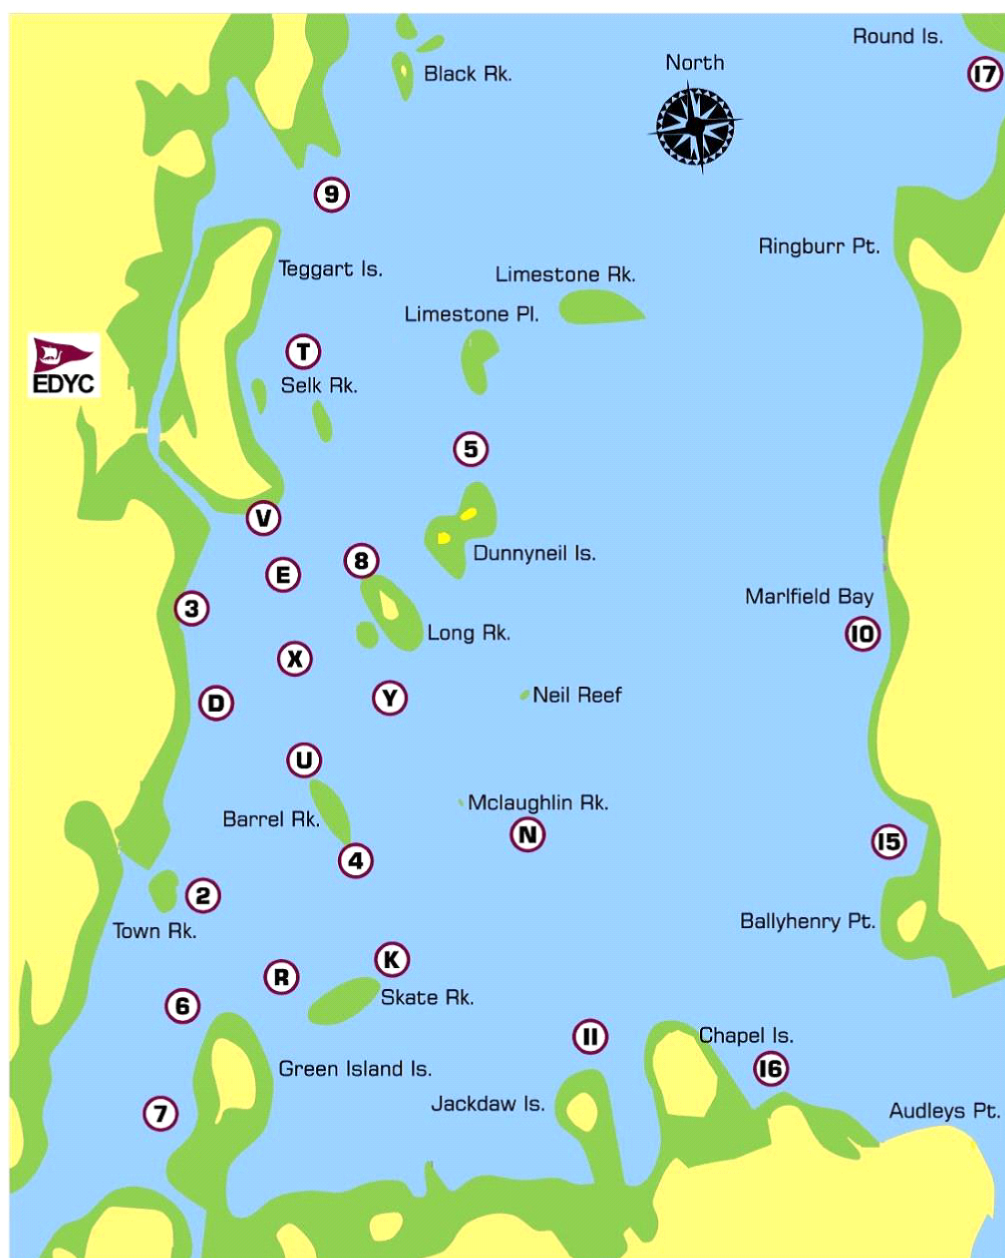 Round Is.
17
North
Black Rk.
9
Ringburr Pt.
Teggart Is.
Limestone Rk.
Limestone Pl.
T
EDYC
Selk Rk.
5
V
8
Dunnyneil Is.
E
3
Marlfield Bay
10
Long Rk.
X
Y
Neil Reef
D
U
Mclaughlin Rk.
Barrel Rk.
N
15
4
2
Town Rk.
Ballyhenry Pt.
K
R
Skate Rk.
6
11
Chapel Is.
Green Island Is.
16
7
Jackdaw Is.
Audleys Pt.